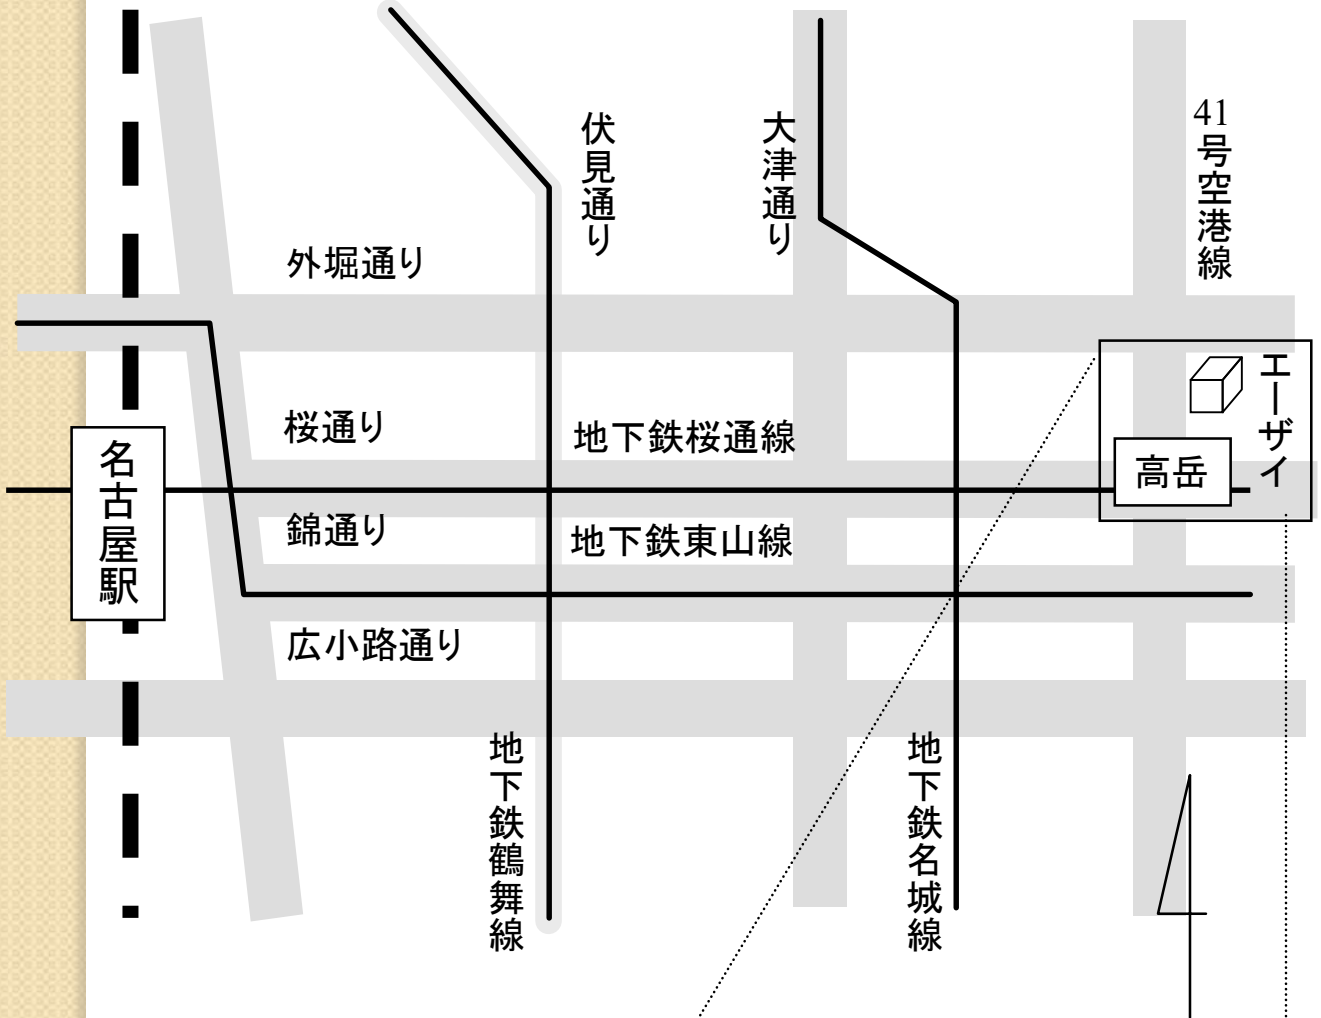 伏見通り
大津通り
41号空港線
外堀通り
エーザイ
桜通り
地下鉄桜通線
名古屋駅
高岳
錦通り
地下鉄東山線
広小路通り
地下鉄鶴舞線
地下鉄名城線